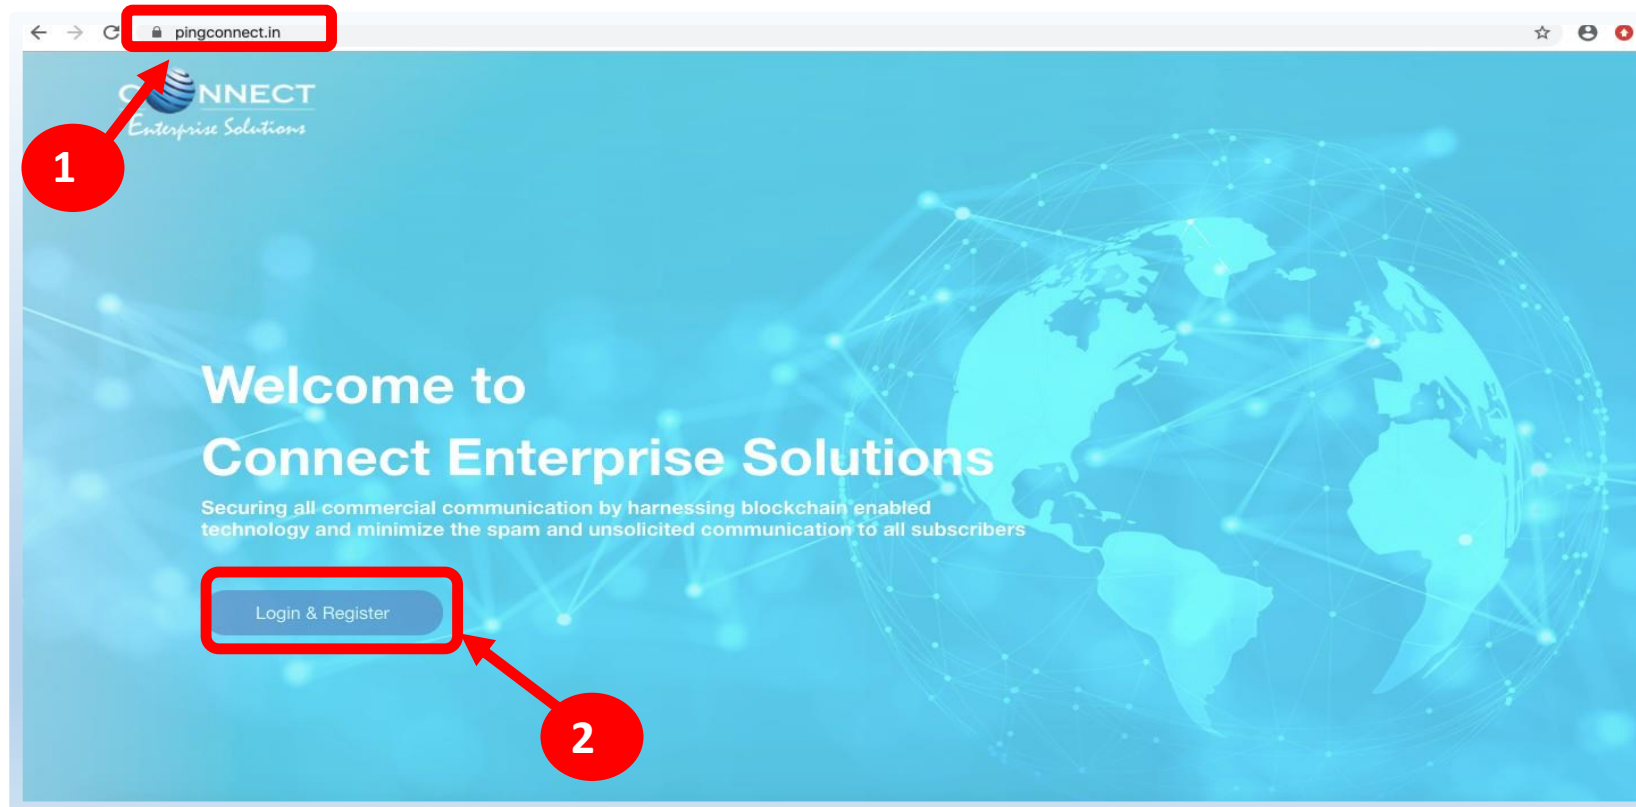 pingconnect.in
CONNECT
Enterprise Solutions
1
Welcome to
Connect Enterprise Solutions
Securing all commercial communication by harnessing blockchain enabled
technology and minimize the spam and unsolicited communication to all subscribers
Login & Register
2